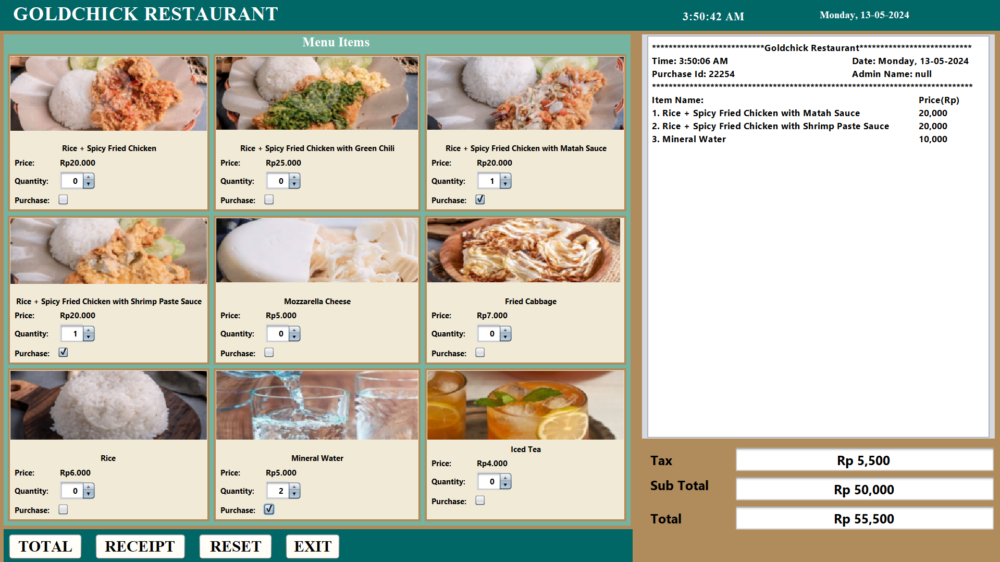 GOLDCHICK RESTAURANT
3:50:42 AM
Monday, 13-05-2024
Menu Items
Rice + Spicy Fried Chicken
Price: Rp20.000
Quantity: 0
Purchase:
Rice + Spicy Fried Chicken with Green Chili
Price: Rp25.000
Quantity: 0
Purchase:
Rice + Spicy Fried Chicken with Matah Sauce
Price: Rp20.000
Quantity: 1
Purchase:
Rice + Spicy Fried Chicken with Shrimp Paste Sauce
Price: Rp20.000
Quantity: 1
Purchase:
Mozzarella Cheese
Price: Rp5.000
Quantity: 0
Purchase:
Fried Cabbage
Price: Rp7.000
Quantity: 0
Purchase:
Rice
Price: Rp6.000
Quantity: 0
Purchase:
Mineral Water
Price: Rp5.000
Quantity: 2
Purchase:
Iced Tea
Price: Rp4.000
Quantity: 0
Purchase:
TOTAL
RECEIPT
RESET
EXIT
***************************Goldchick Restaurant***************************
Time: 3:50:06 AM Date: Monday, 13-05-2024
Purchase Id: 22254 Admin Name: null
*****************************************************************************
Item Name: Price(Rp)
1. Rice + Spicy Fried Chicken with Matah Sauce 20,000
2. Rice + Spicy Fried Chicken with Shrimp Paste Sauce 20,000
3. Mineral Water 10,000
Tax Rp 5,500
Sub Total Rp 50,000
Total Rp 55,500